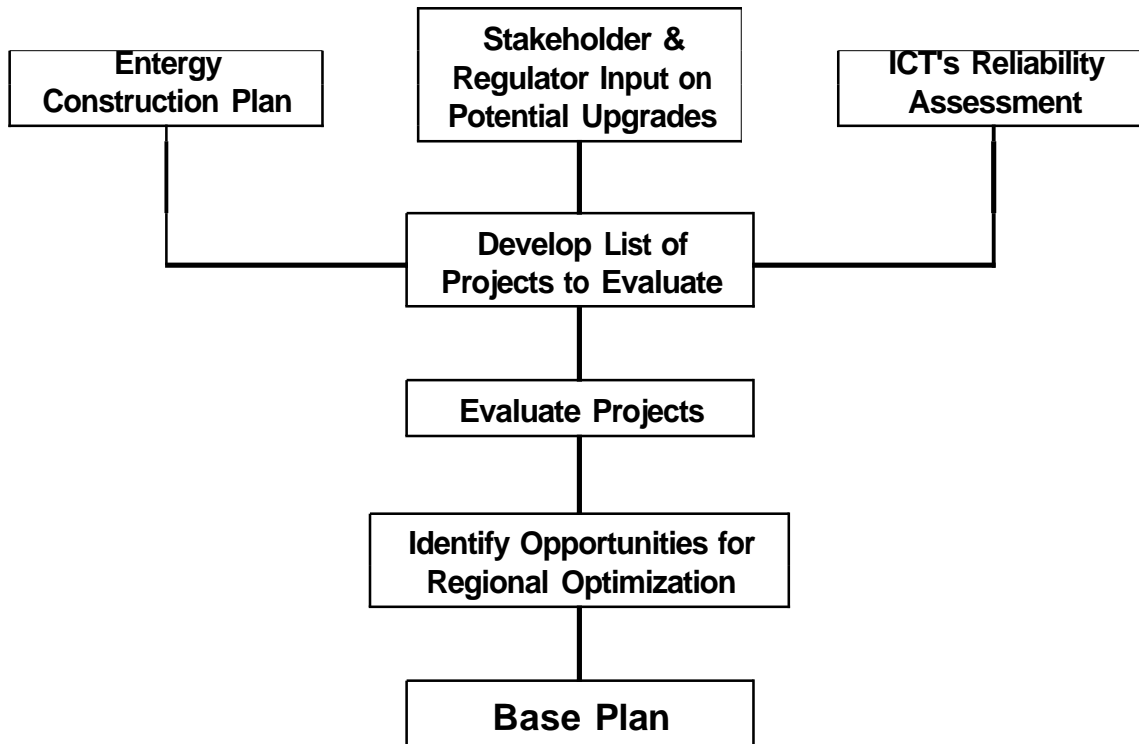 Entergy
Construction Plan
Stakeholder &
Regulator Input on
Potential Upgrades
ICT's Reliability
Assessment
Develop List of
Projects to Evaluate
Evaluate Projects
Identify Opportunities for
Regional Optimization
Base Plan